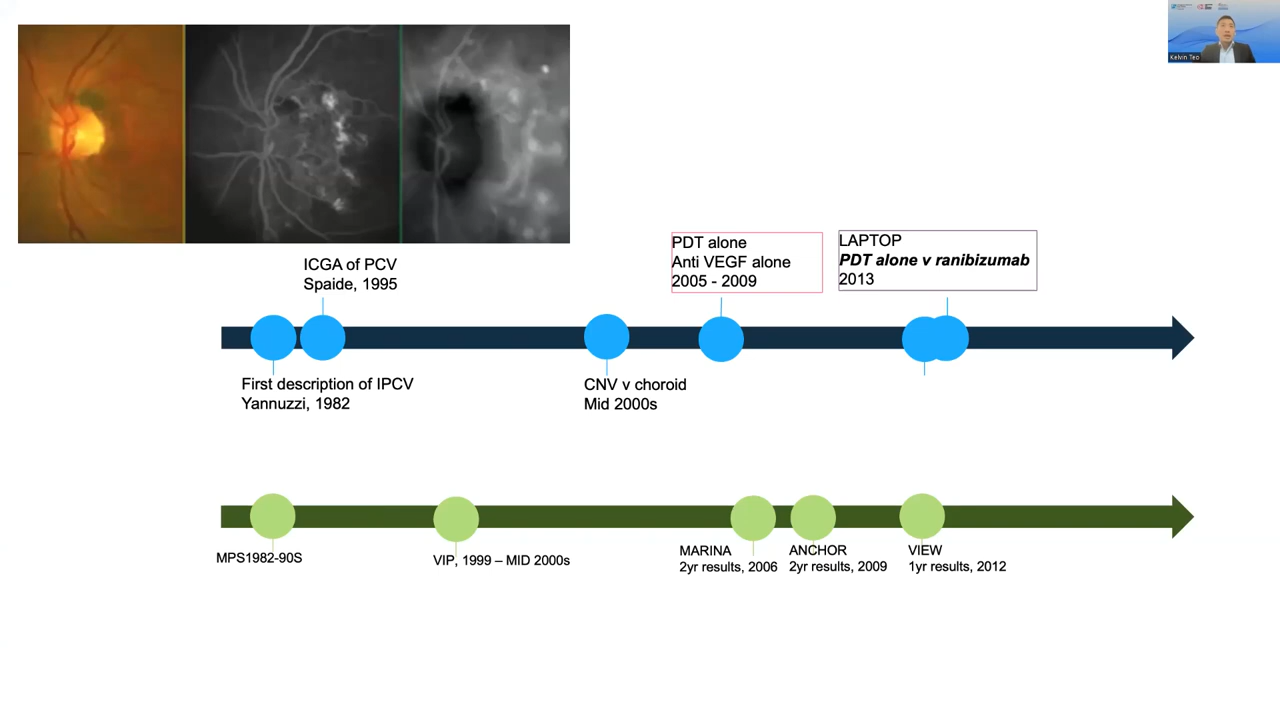 Kelvin Teo
ICGA of PCV
Spaide, 1995
PDT alone
Anti VEGF alone
2005 - 2009
LAPTOP
PDT alone v ranibizumab
2013
First description of IPCV
Yannuzzi, 1982
CNV v choroid
Mid 2000s
MPS1982-90S
VIP, 1999 – MID 2000s
MARINA
2yr results, 2006
ANCHOR
2yr results, 2009
VIEW
1yr results, 2012